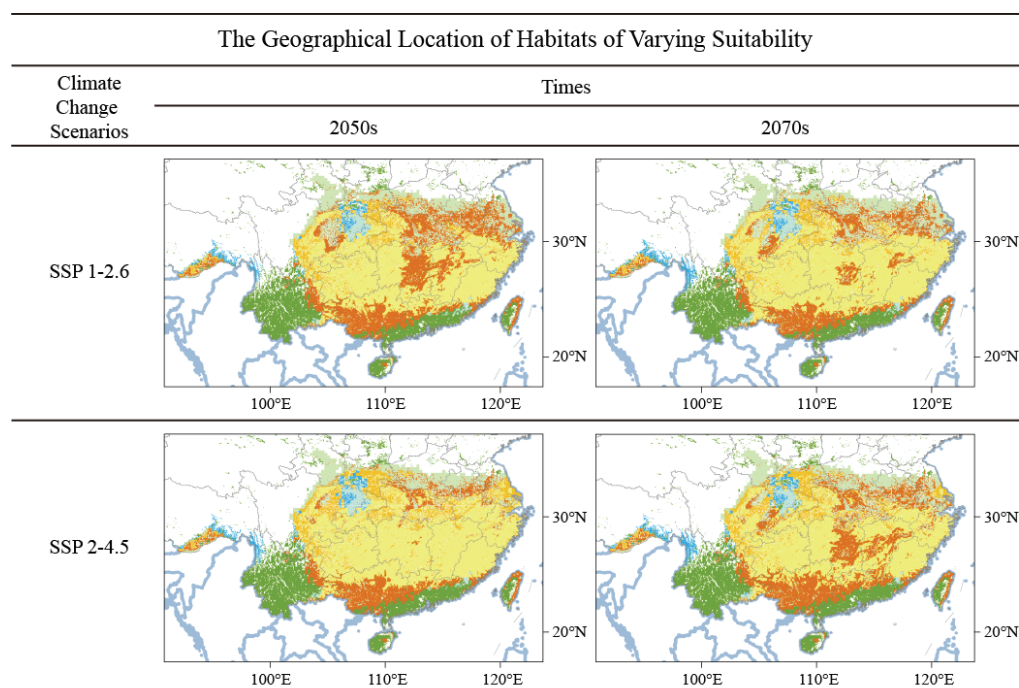 The Geographical Location of Habitats of Varying Suitability
Climate
Change
Scenarios
Times
2050s
2070s
SSP 1-2.6
30°N
20°N
100°E
110°E
120°E
30°N
20°N
100°E
110°E
120°E
SSP 2-4.5
30°N
20°N
100°E
110°E
120°E
30°N
20°N
100°E
110°E
120°E